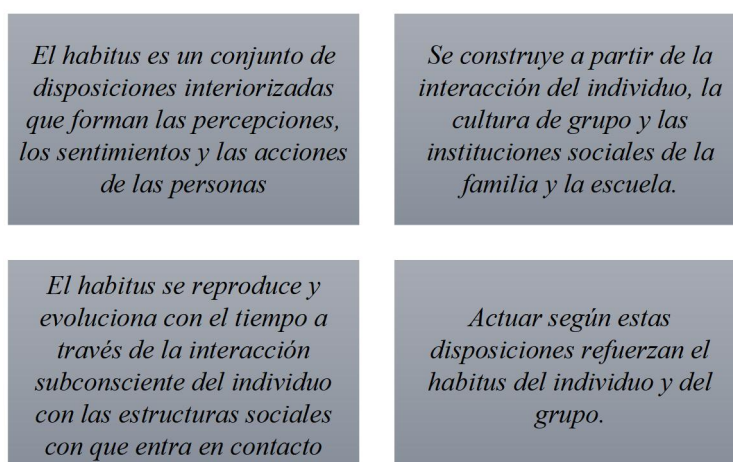 El habitus es un conjunto de
disposiciones interiorizadas
que forman las percepciones,
los sentimientos y las acciones
de las personas
Se construye a partir de la
interacción del individuo, la
cultura de grupo y las
instituciones sociales de la
familia y la escuela.
El habitus se reproduce y
evoluciona con el tiempo a
través de la interacción
subconsciente del individuo
con las estructuras sociales
con que entra en contacto
Actuar según estas
disposiciones refuerzan el
habitus del individuo y del
grupo.